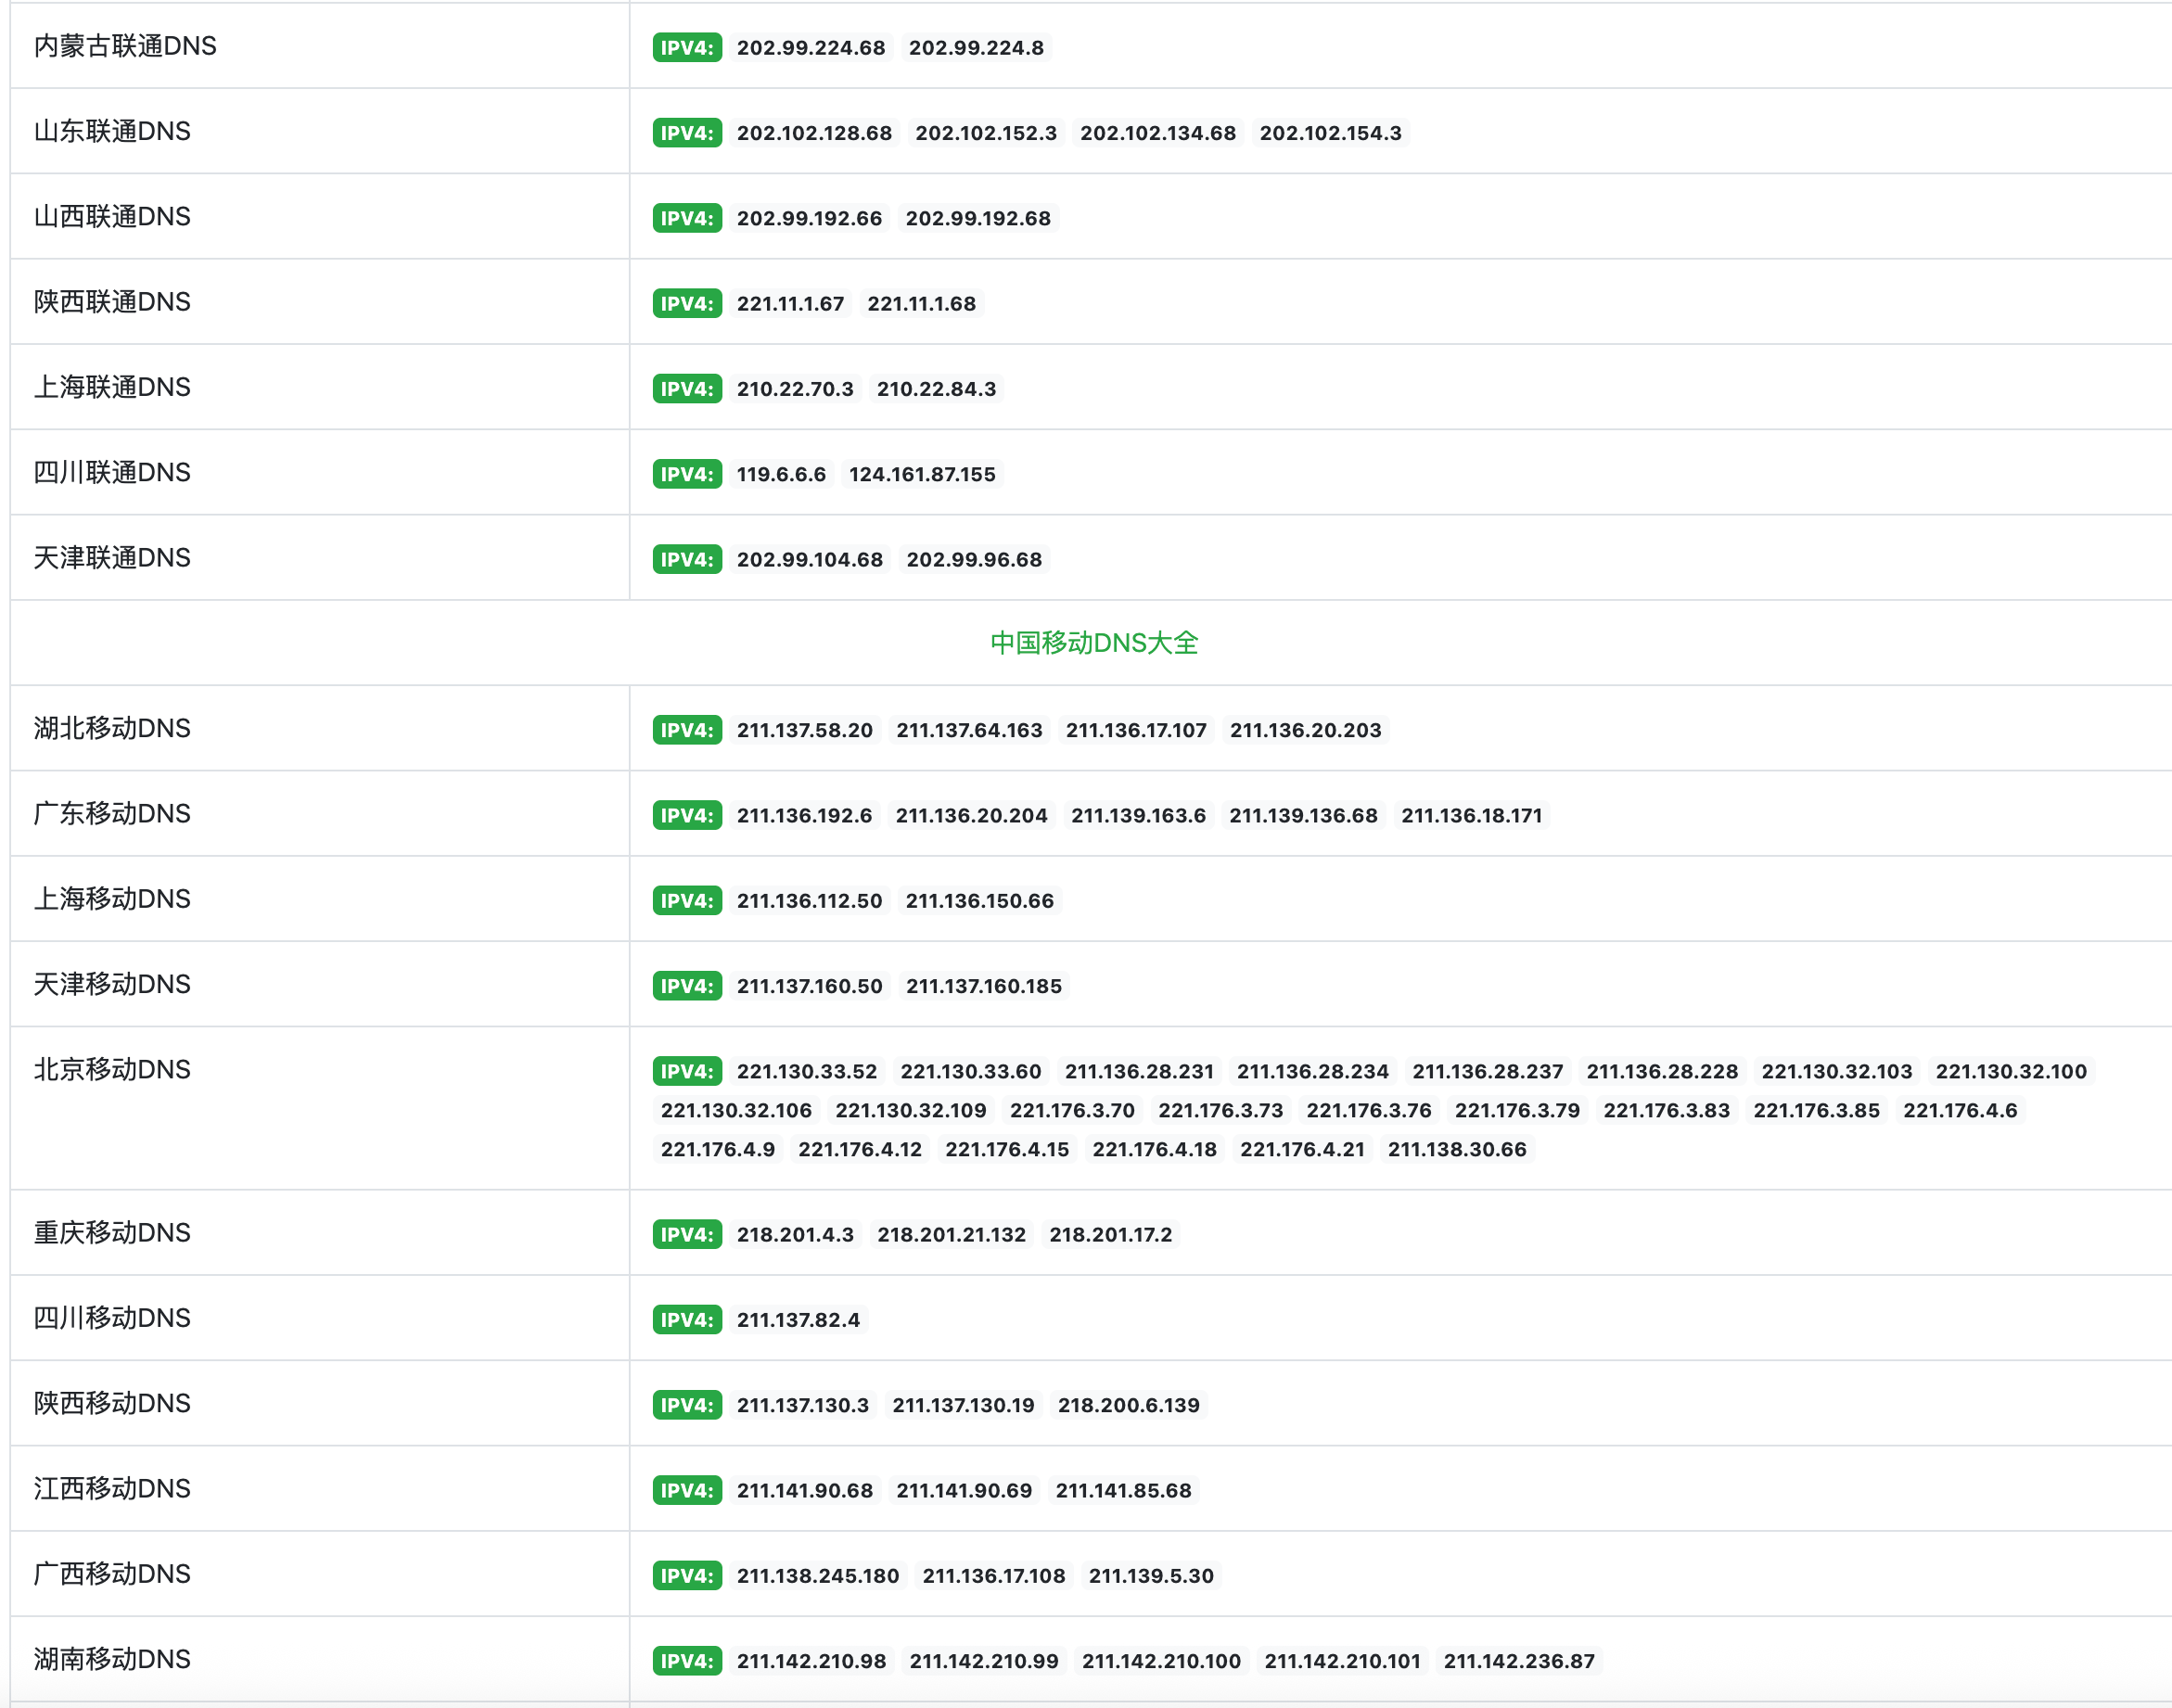 内蒙古联通DNS IPV4: 202.99.224.68 202.99.224.8
山东联通DNS IPV4: 202.102.128.68 202.102.152.3 202.102.134.68 202.102.154.3
山西联通DNS IPV4: 202.99.192.66 202.99.192.68
陕西联通DNS IPV4: 221.11.1.67 221.11.1.68
上海联通DNS IPV4: 210.22.70.3 210.22.84.3
四川联通DNS IPV4: 119.6.6.6 124.161.87.155
天津联通DNS IPV4: 202.99.104.68 202.99.96.68
中国移动DNS大全
湖北移动DNS IPV4: 211.137.58.20 211.137.64.163 211.136.17.107 211.136.20.203
广东移动DNS IPV4: 211.136.192.6 211.136.20.204 211.139.163.6 211.139.136.68 211.136.18.171
上海移动DNS IPV4: 211.136.112.50 211.136.150.66
天津移动DNS IPV4: 211.137.160.50 211.137.160.185
北京移动DNS IPV4: 221.130.33.52 221.130.33.60 211.136.28.231 211.136.28.234 211.136.28.237 211.136.28.228 221.130.32.103 221.130.32.100
221.130.32.106 221.130.32.109 221.176.3.70 221.176.3.73 221.176.3.76 221.176.3.79 221.176.3.83 221.176.3.85 221.176.4.6
221.176.4.9 221.176.4.12 221.176.4.15 221.176.4.18 221.176.4.21 211.138.30.66
重庆移动DNS IPV4: 218.201.4.3 218.201.21.132 218.201.17.2
四川移动DNS IPV4: 211.137.82.4
陕西移动DNS IPV4: 211.137.130.3 211.137.130.19 218.200.6.139
江西移动DNS IPV4: 211.141.90.68 211.141.90.69 211.141.85.68
广西移动DNS IPV4: 211.138.245.180 211.136.17.108 211.139.5.30
湖南移动DNS IPV4: 211.142.210.98 211.142.210.99 211.142.210.100 211.142.210.101 211.142.236.87